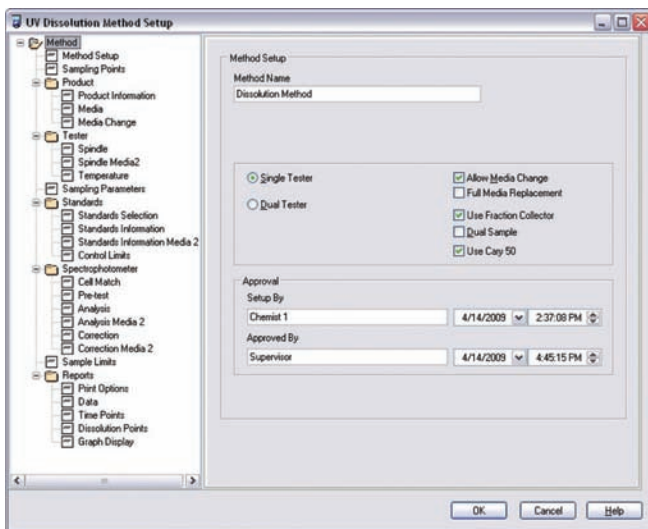 UV Dissolution Method Setup
Method
Method Setup
Sampling Points
Product
Product Information
Media
Media Change
Tester
Spindle
Spindle Media2
Temperature
Sampling Parameters
Standards
Standards Selection
Standards Information
Standards Information Media 2
Control Limits
Spectrophotometer
Cell Match
Pre-test
Analysis
Analysis Media 2
Correction
Correction Media 2
Sample Limits
Reports
Print Options
Data
Time Points
Dissolution Points
Graph Display
Method Setup
Method Name
Dissolution Method
Single Tester
Dual Tester
Allow Media Change
Full Media Replacement
Use Fraction Collector
Dual Sample
Use Cary 50
Approval
Setup By
Chemist 1 4/14/2009 2:37:08 PM
Approved By
Supervisor 4/14/2009 4:45:15 PM
OK Cancel Help